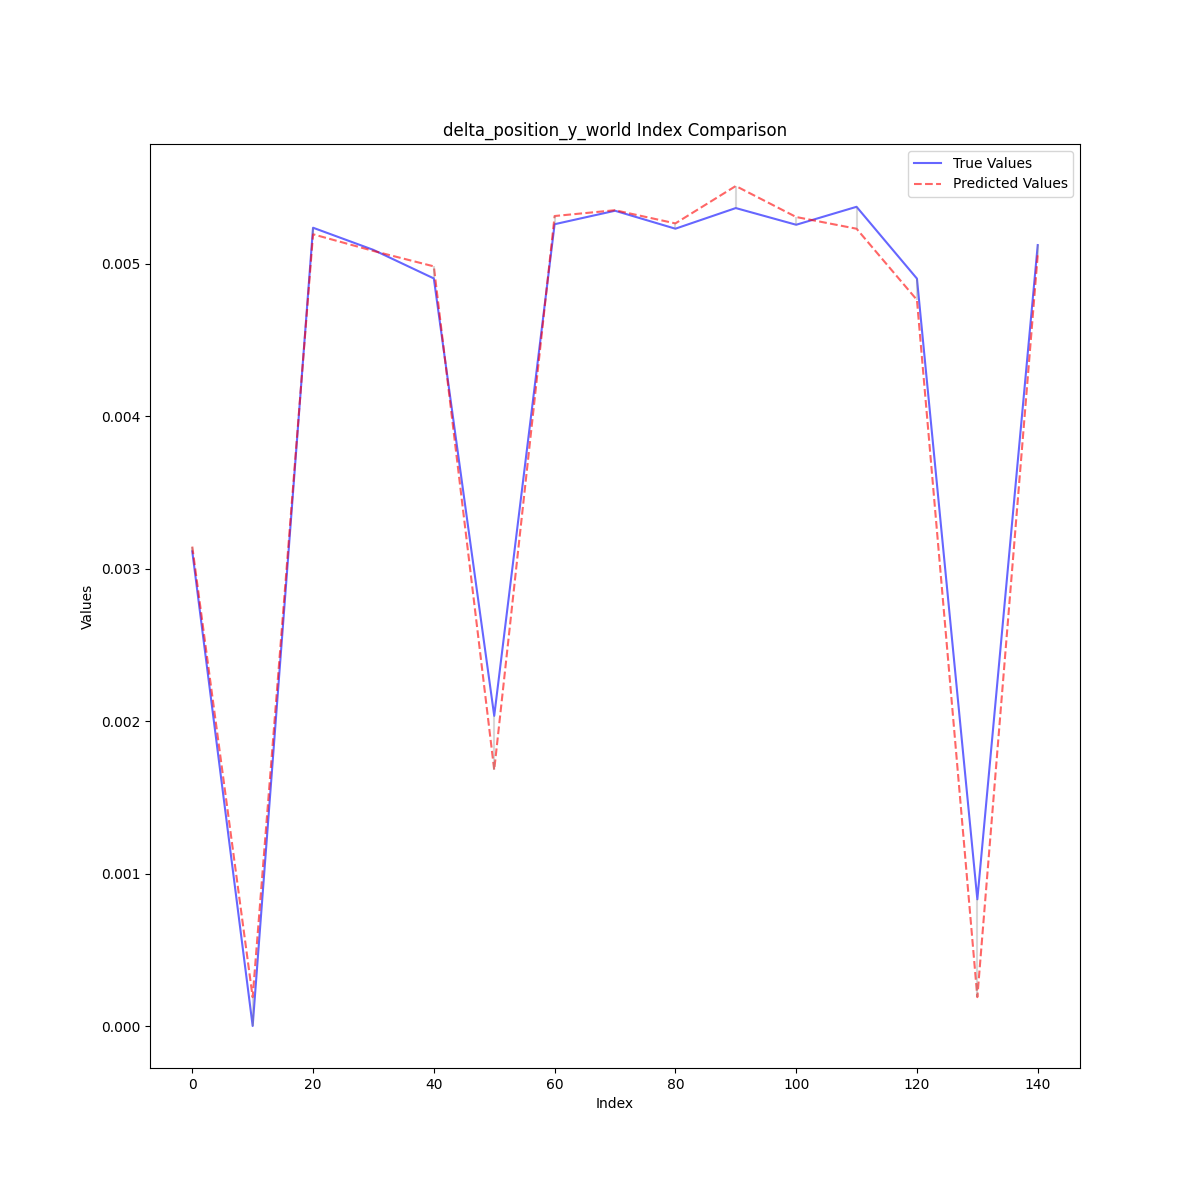 delta_position_y_world Index Comparison
True Values
Predicted Values
0.005
0.004
0.003
0.002
0.001
0.000
Values
0 20 40 60 80 100 120 140
Index